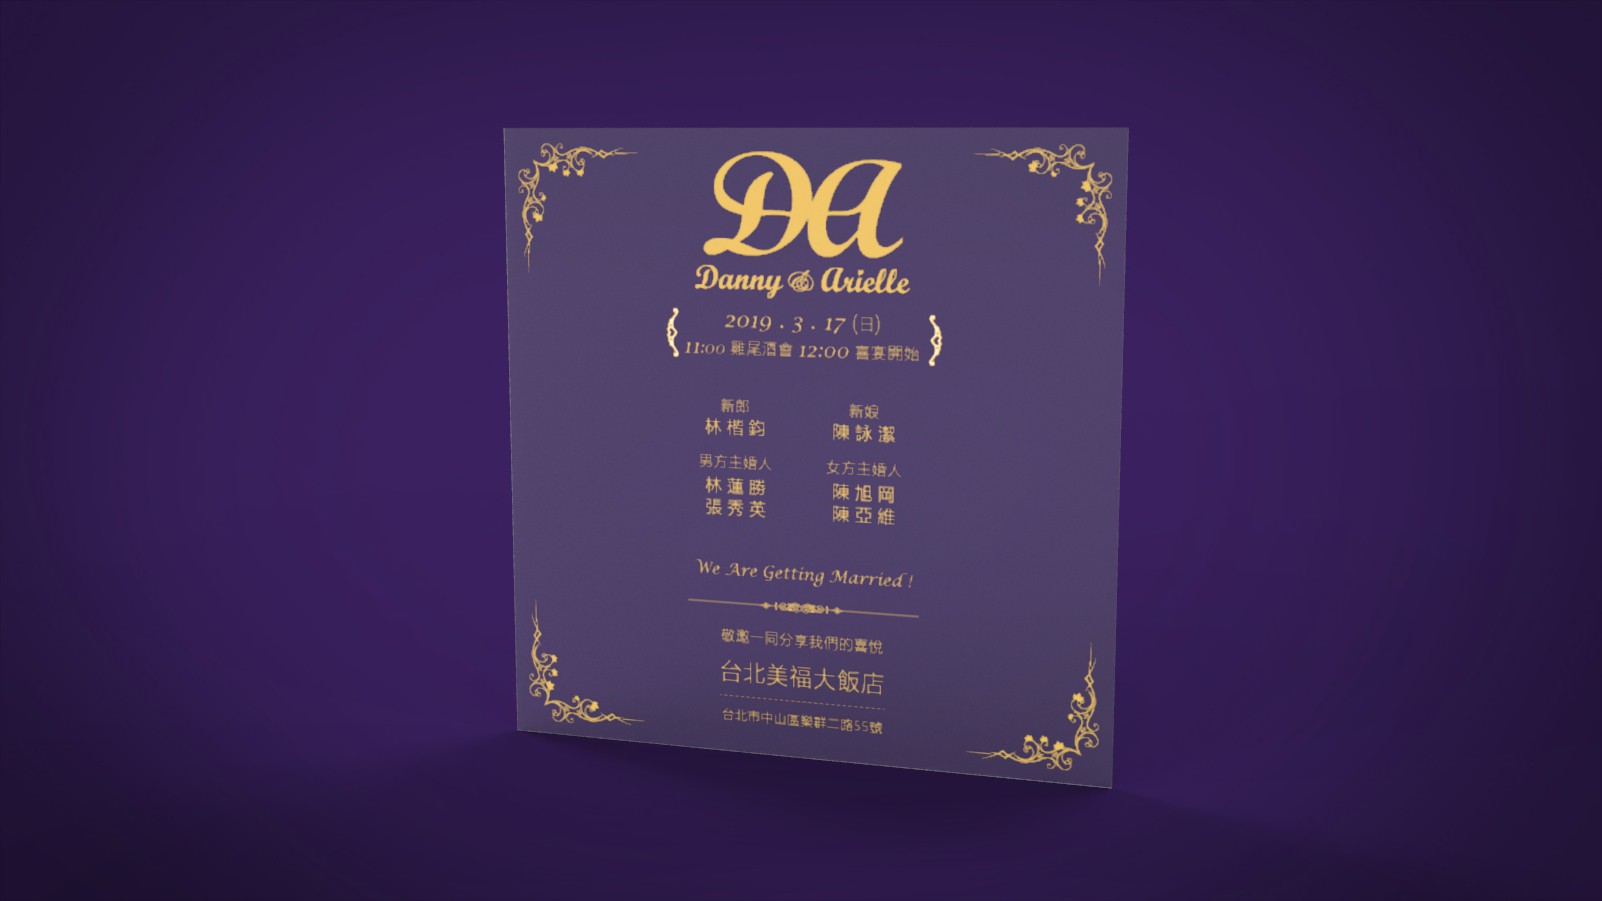 DA
Danny & Arielle
2019 . 3 . 17 (日)
11:00 雞尾酒會 12:00 喜宴開始
新郎 新娘
林楷鈞 陳詠潔
男方主婚人 女方主婚人
林蓮勝 陳旭岡
張秀英 陳亞維
We Are Getting Married !
敬邀一同分享我們的喜悅
台北美福大飯店
台北市中山區樂群二路55號